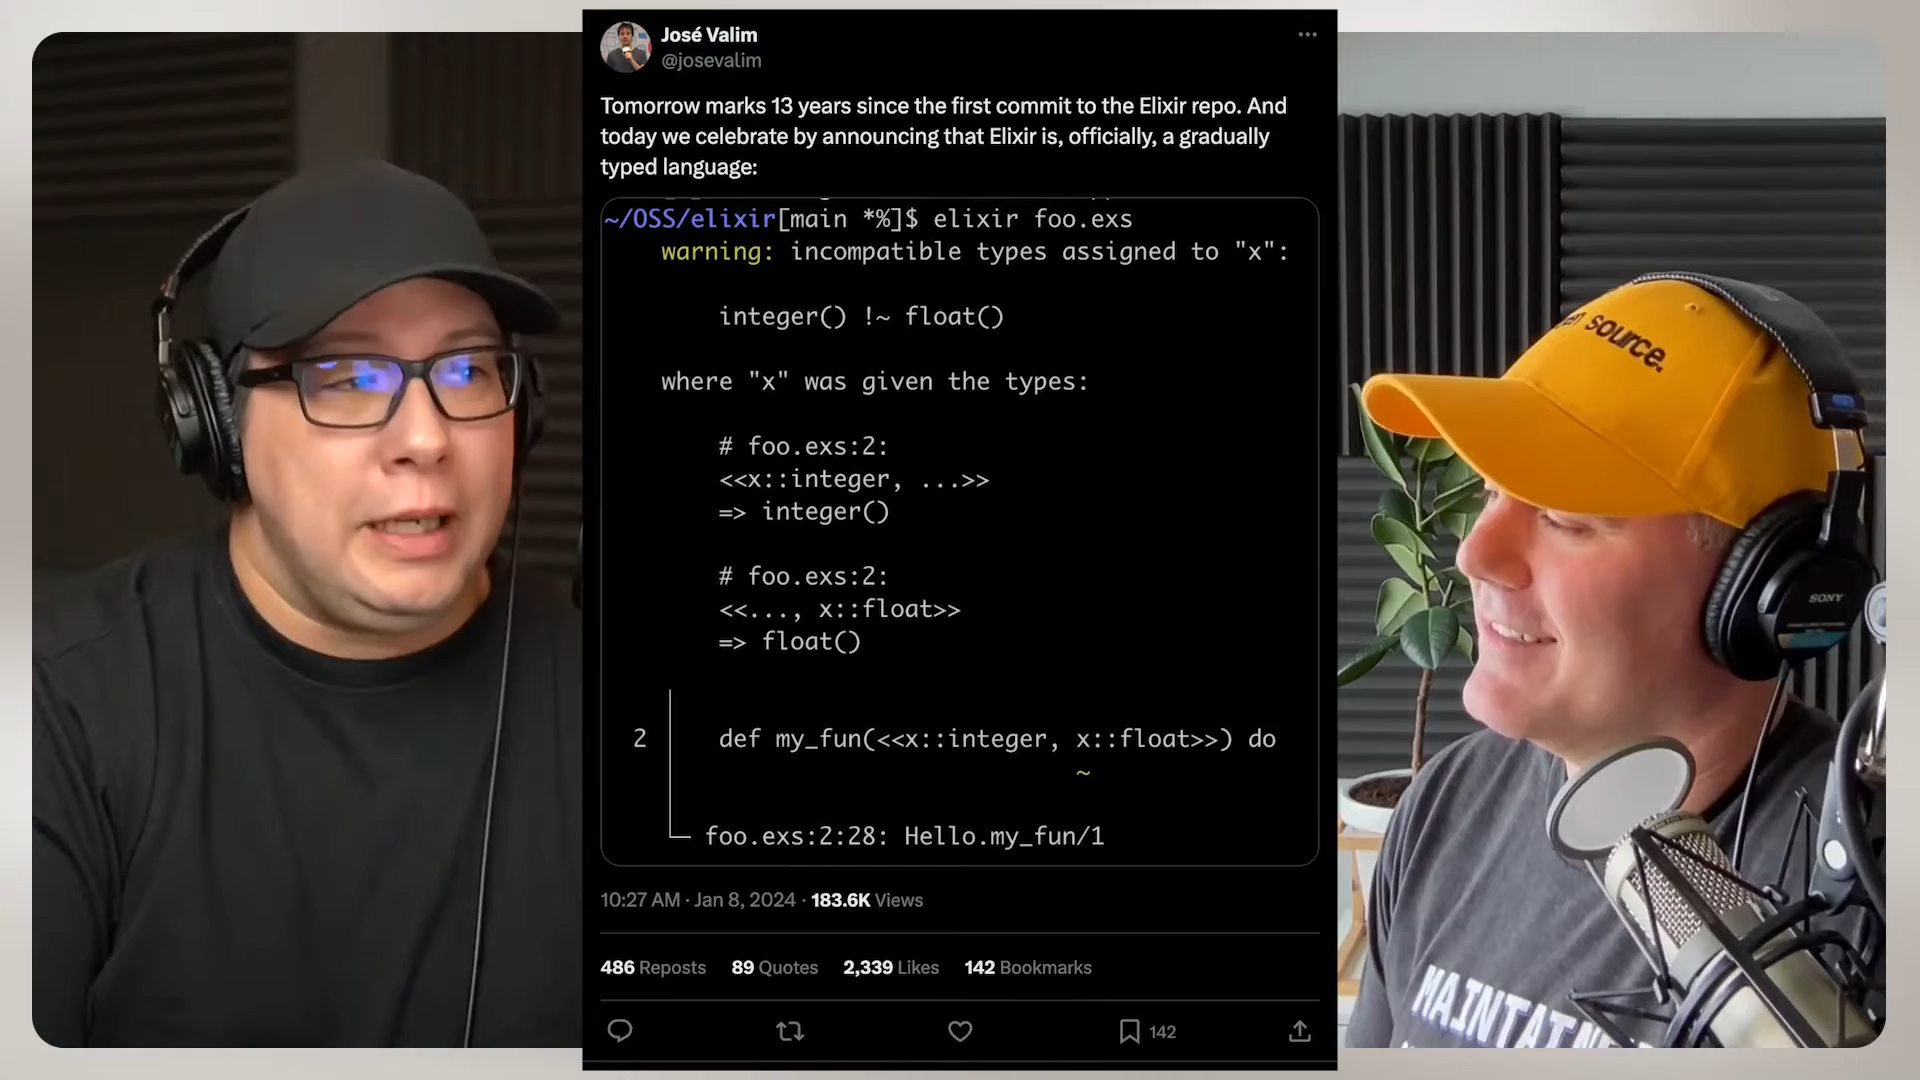 José Valim
@josevalim
Tomorrow marks 13 years since the first commit to the Elixir repo. And
today we celebrate by announcing that Elixir is, officially, a gradually
typed language:
~/OSS/elixir[main *%]$ elixir foo.exs
warning: incompatible types assigned to "x":
integer() !~ float()
where "x" was given the types:
# foo.exs:2:
<<x::integer, ...>>
=> integer()
# foo.exs:2:
<<..., x::float>>
=> float()
2 def my_fun(<<x::integer, x::float>>) do
~
foo.exs:2:28: Hello.my_fun/1
10:27 AM · Jan 8, 2024 · 183.6K Views
486 Reposts 89 Quotes 2,339 Likes 142 Bookmarks
142
source.
SONY